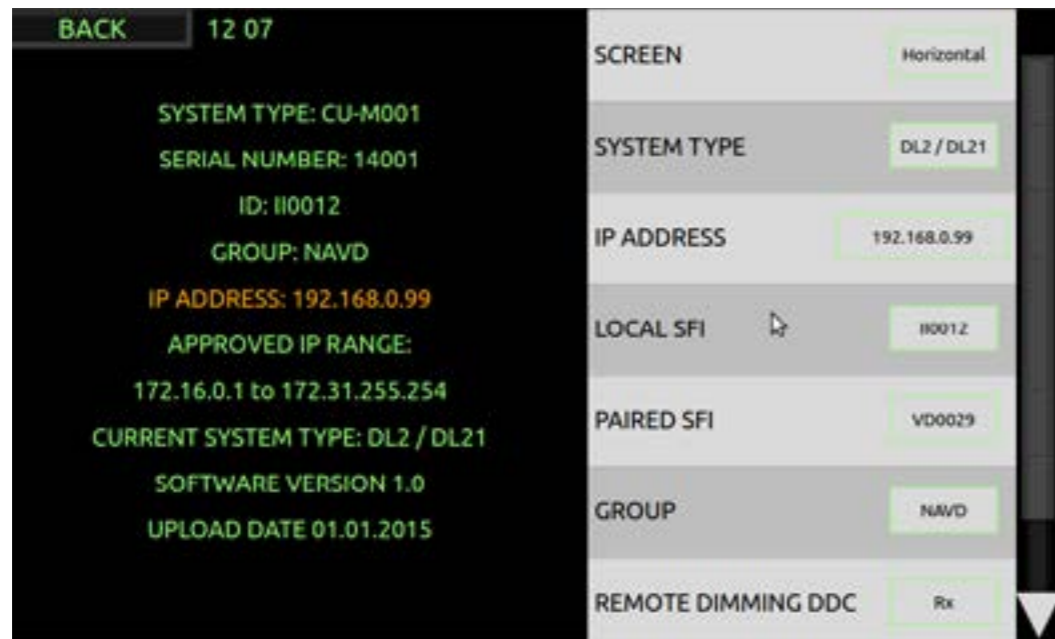 BACK
12 07
SYSTEM TYPE: CU-M001
SERIAL NUMBER: 14001
ID: II0012
GROUP: NAVD
IP ADDRESS: 192.168.0.99
APPROVED IP RANGE:
172.16.0.1 to 172.31.255.254
CURRENT SYSTEM TYPE: DL2 / DL21
SOFTWARE VERSION 1.0
UPLOAD DATE 01.01.2015
SCREEN Horizontal
SYSTEM TYPE DL2 / DL21
IP ADDRESS 192.168.0.99
LOCAL SFI II0012
PAIRED SFI VD0029
GROUP NAVD
REMOTE DIMMING DDC Rx